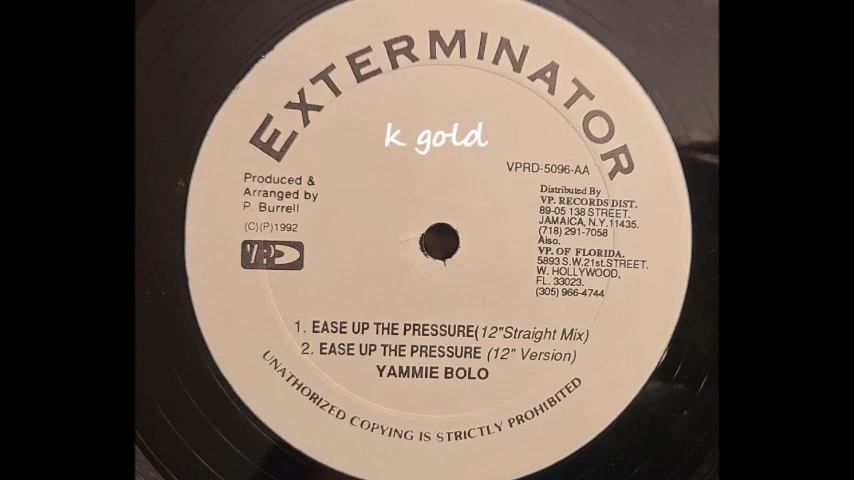 EXTERMINATOR
k gold
VPRD-5096-AA
Produced &
Arranged by
P. Burrell
(C)(P)1992
VP
Distributed By
VP. RECORDS DIST.
89-05 138 STREET.
JAMAICA, N.Y. 11435.
(718) 291-7058
Also.
VP. OF FLORIDA.
5893 S.W.21st.STREET.
W. HOLLYWOOD,
FL. 33023.
(305) 966-4744
1. EASE UP THE PRESSURE(12"Straight Mix)
2. EASE UP THE PRESSURE (12" Version)
YAMMIE BOLO
UNATHORIZED COPYING IS STRICTLY PROHIBITED